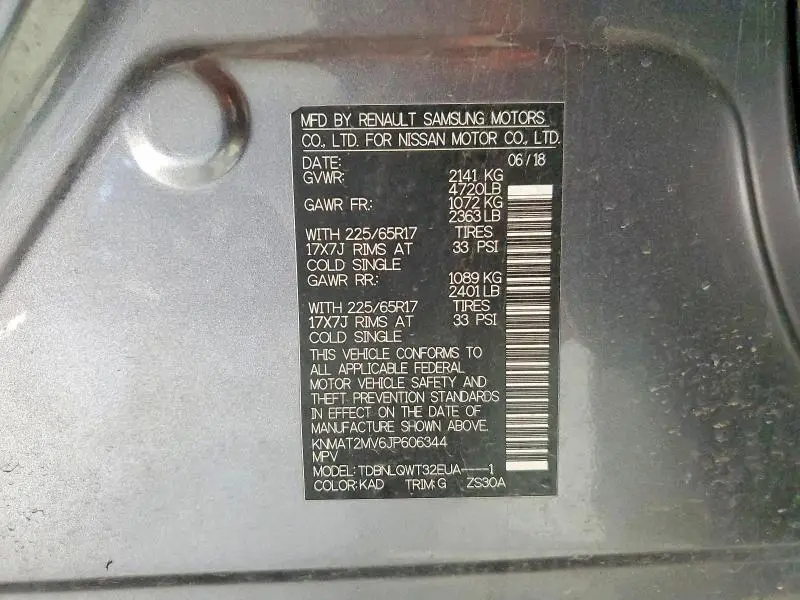 MFD BY RENAULT SAMSUNG MOTORS
CO., LTD. FOR NISSAN MOTOR CO., LTD.
DATE: 06/18
GVWR: 2141 KG
4720LB
GAWR FR.: 1072 KG
2363 LB
WITH 225/65R17 TIRES
17X7J RIMS AT 33 PSI
COLD SINGLE
GAWR RR.: 1089 KG
2401 LB
WITH 225/65R17 TIRES
17X7J RIMS AT 33 PSI
COLD SINGLE
THIS VEHICLE CONFORMS TO
ALL APPLICABLE FEDERAL
MOTOR VEHICLE SAFETY AND
THEFT PREVENTION STANDARDS
IN EFFECT ON THE DATE OF
MANUFACTURE SHOWN ABOVE.
KNMAT2MV6JP606344
MPV
MODEL: TDBNLQWT32EUA----1
COLOR: KAD TRIM: G ZS30A